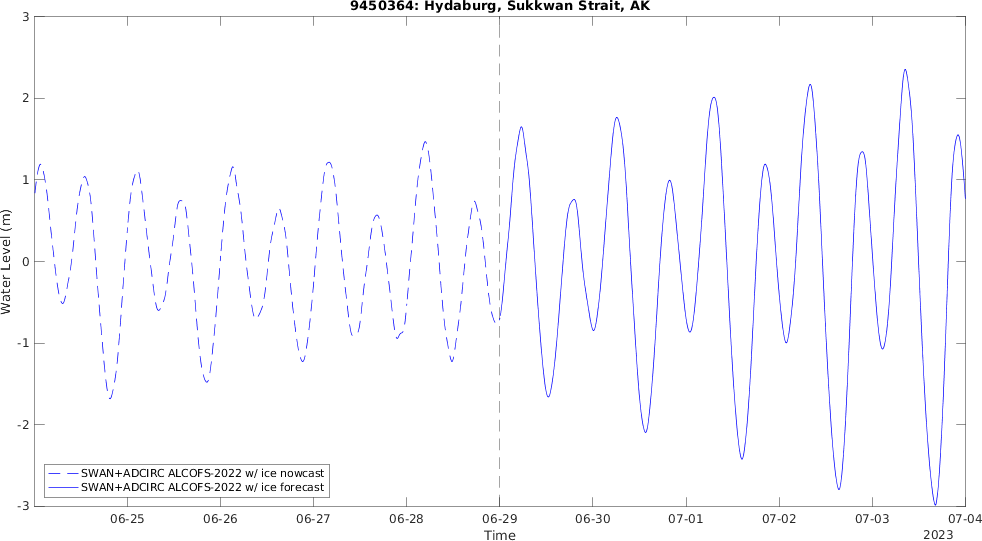 9450364: Hydaburg, Sukkwan Strait, AK
3
2
1
0
-1
-2
-3
Water Level (m)
SWAN+ADCIRC ALCOFS-2022 w/ ice nowcast
SWAN+ADCIRC ALCOFS-2022 w/ ice forecast
06-25 06-26 06-27 06-28 06-29 06-30 07-01 07-02 07-03 07-04
Time
2023